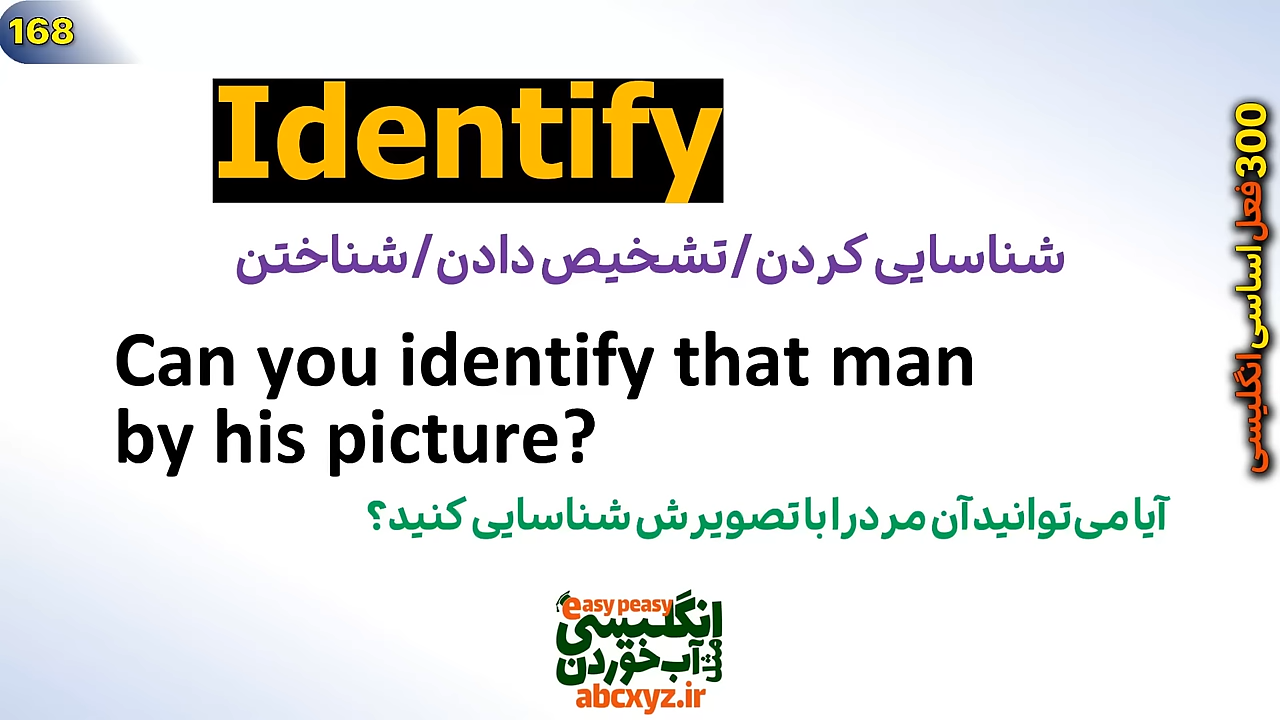 168
Identify
شناسایی کردن/تشخیص دادن/شناختن
Can you identify that man
by his picture?
آیا می‌توانید آن مرد را با تصویرش شناسایی کنید؟
300 فعل اساسی انگلیسی
easy peasy
انگلیسی
مثل آب خوردن
abcxyz.ir